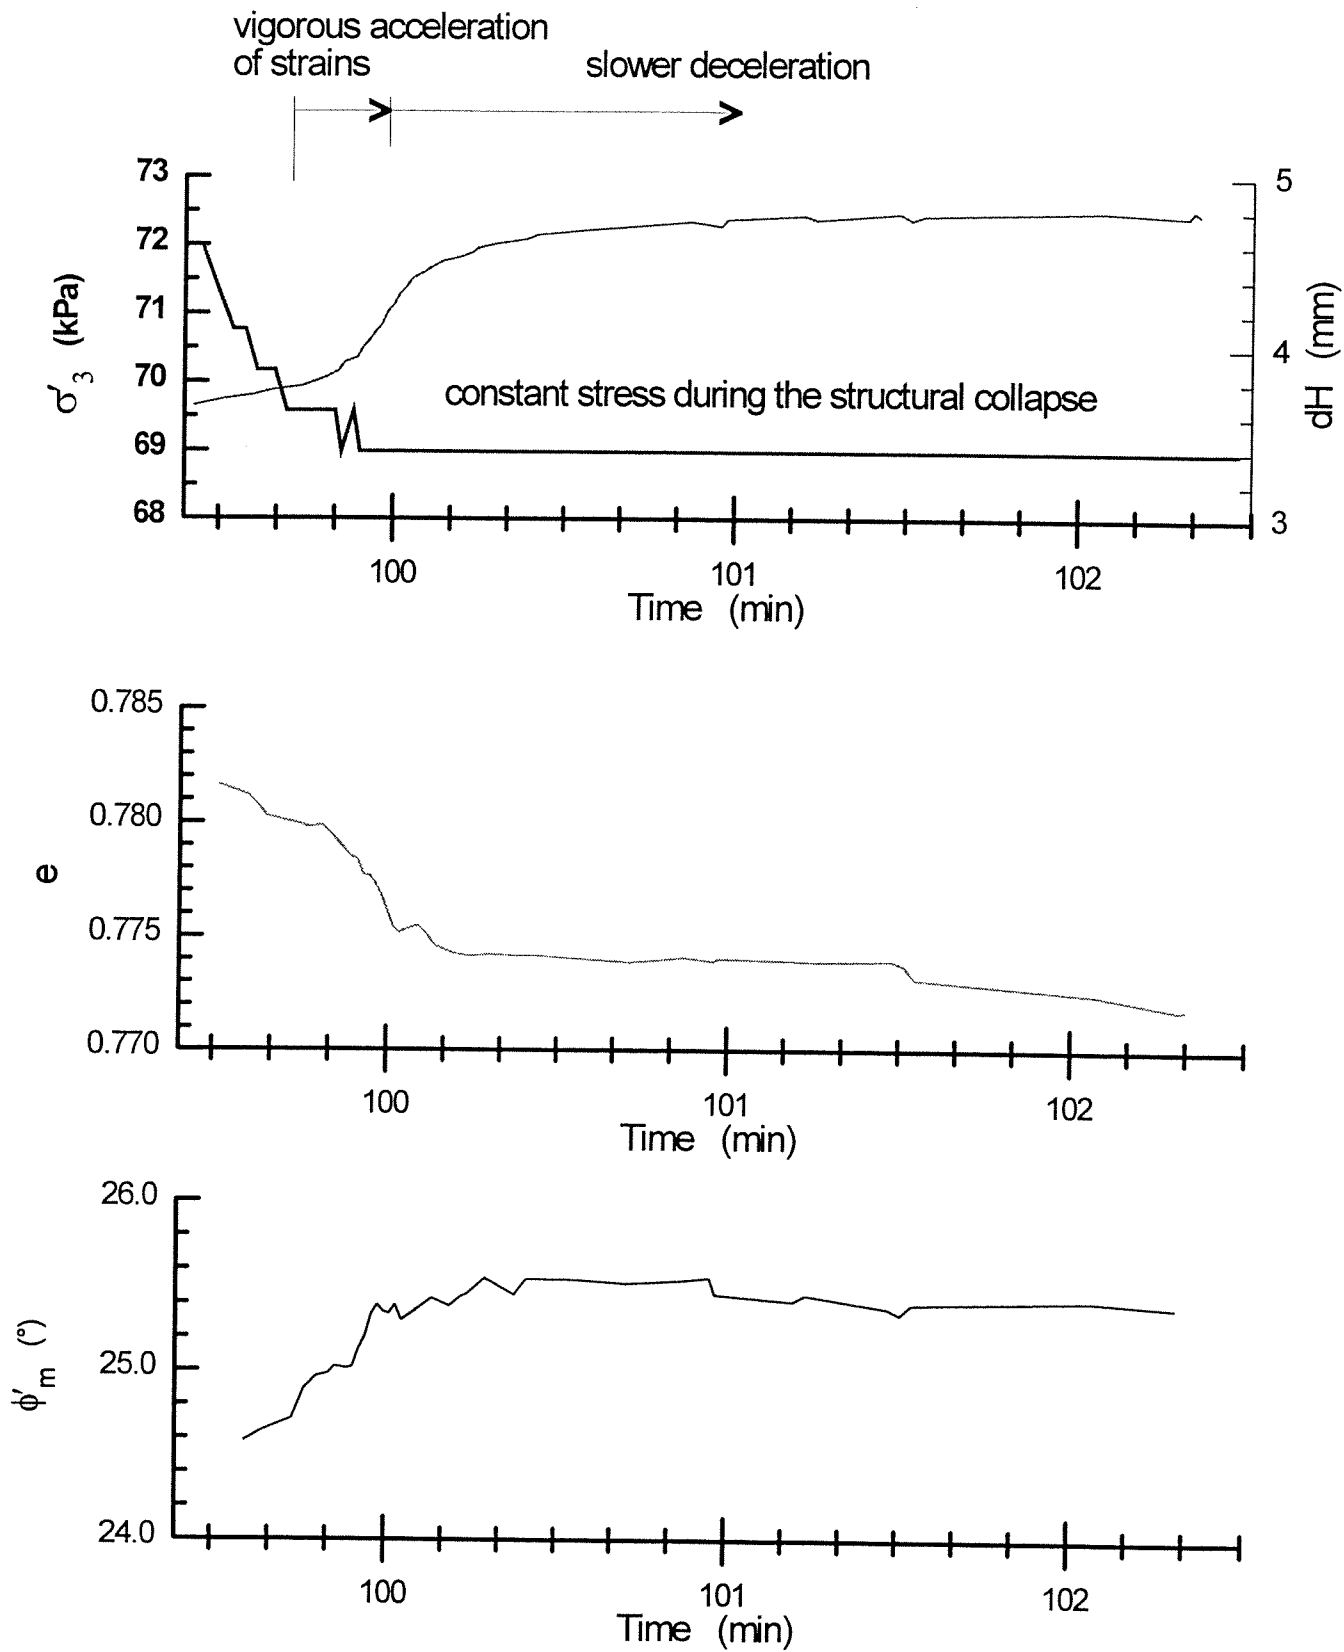 vigorous acceleration
of strains
slower deceleration
73
72
71
70
69
68
σ′3 (kPa)
5
4
3
dH (mm)
constant stress during the structural collapse
100
101
102
Time (min)
0.785
0.780
0.775
0.770
e
100
101
102
Time (min)
26.0
25.0
24.0
ϕ′m (°)
100
101
102
Time (min)